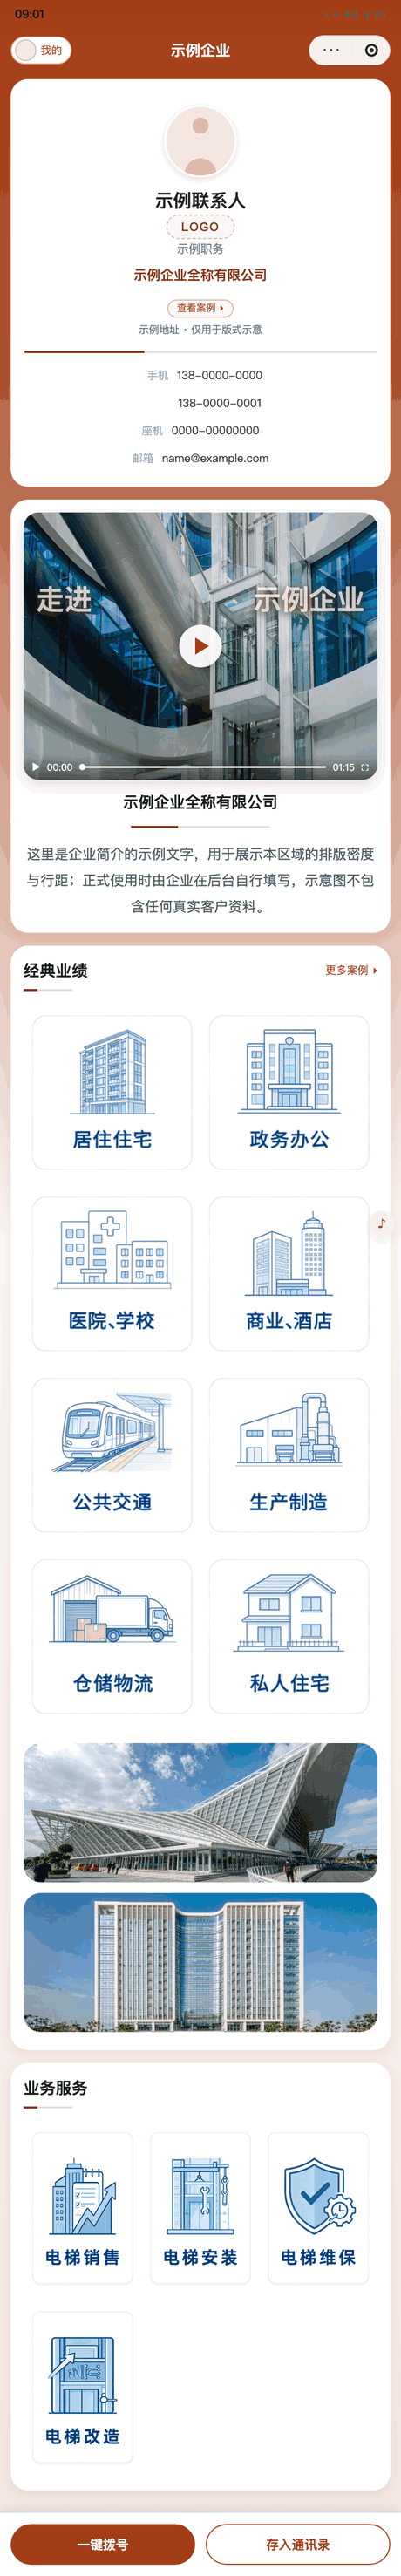 09:01
我的
示例企业
示例联系人
LOGO
示例职务
示例企业全称有限公司
查看案例
示例地址 · 仅用于版式示意
手机 138-0000-0000
138-0000-0001
座机 0000-00000000
邮箱 name@example.com
走进 示例企业
00:00 01:15
示例企业全称有限公司
这里是企业简介的示例文字，用于展示本区域的排版密度
与行距；正式使用时由企业在后台自行填写，示意图不包
含任何真实客户资料。
经典业绩 更多案例
居住住宅 政务办公
医院、学校 商业、酒店
公共交通 生产制造
仓储物流 私人住宅
业务服务
电梯销售 电梯安装 电梯维保
电梯改造
一键拨号 存入通讯录